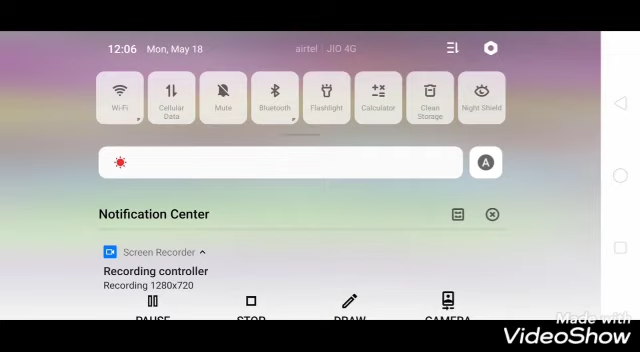 12:06 Mon, May 18 airtel | JIO 4G
Wi-Fi Cellular Data Mute Bluetooth Flashlight Calculator Clean Storage Night Shield
A
Notification Center
Screen Recorder
Recording controller
Recording 1280x720
PAUSE STOP DRAW CAMERA
Made with
VideoShow